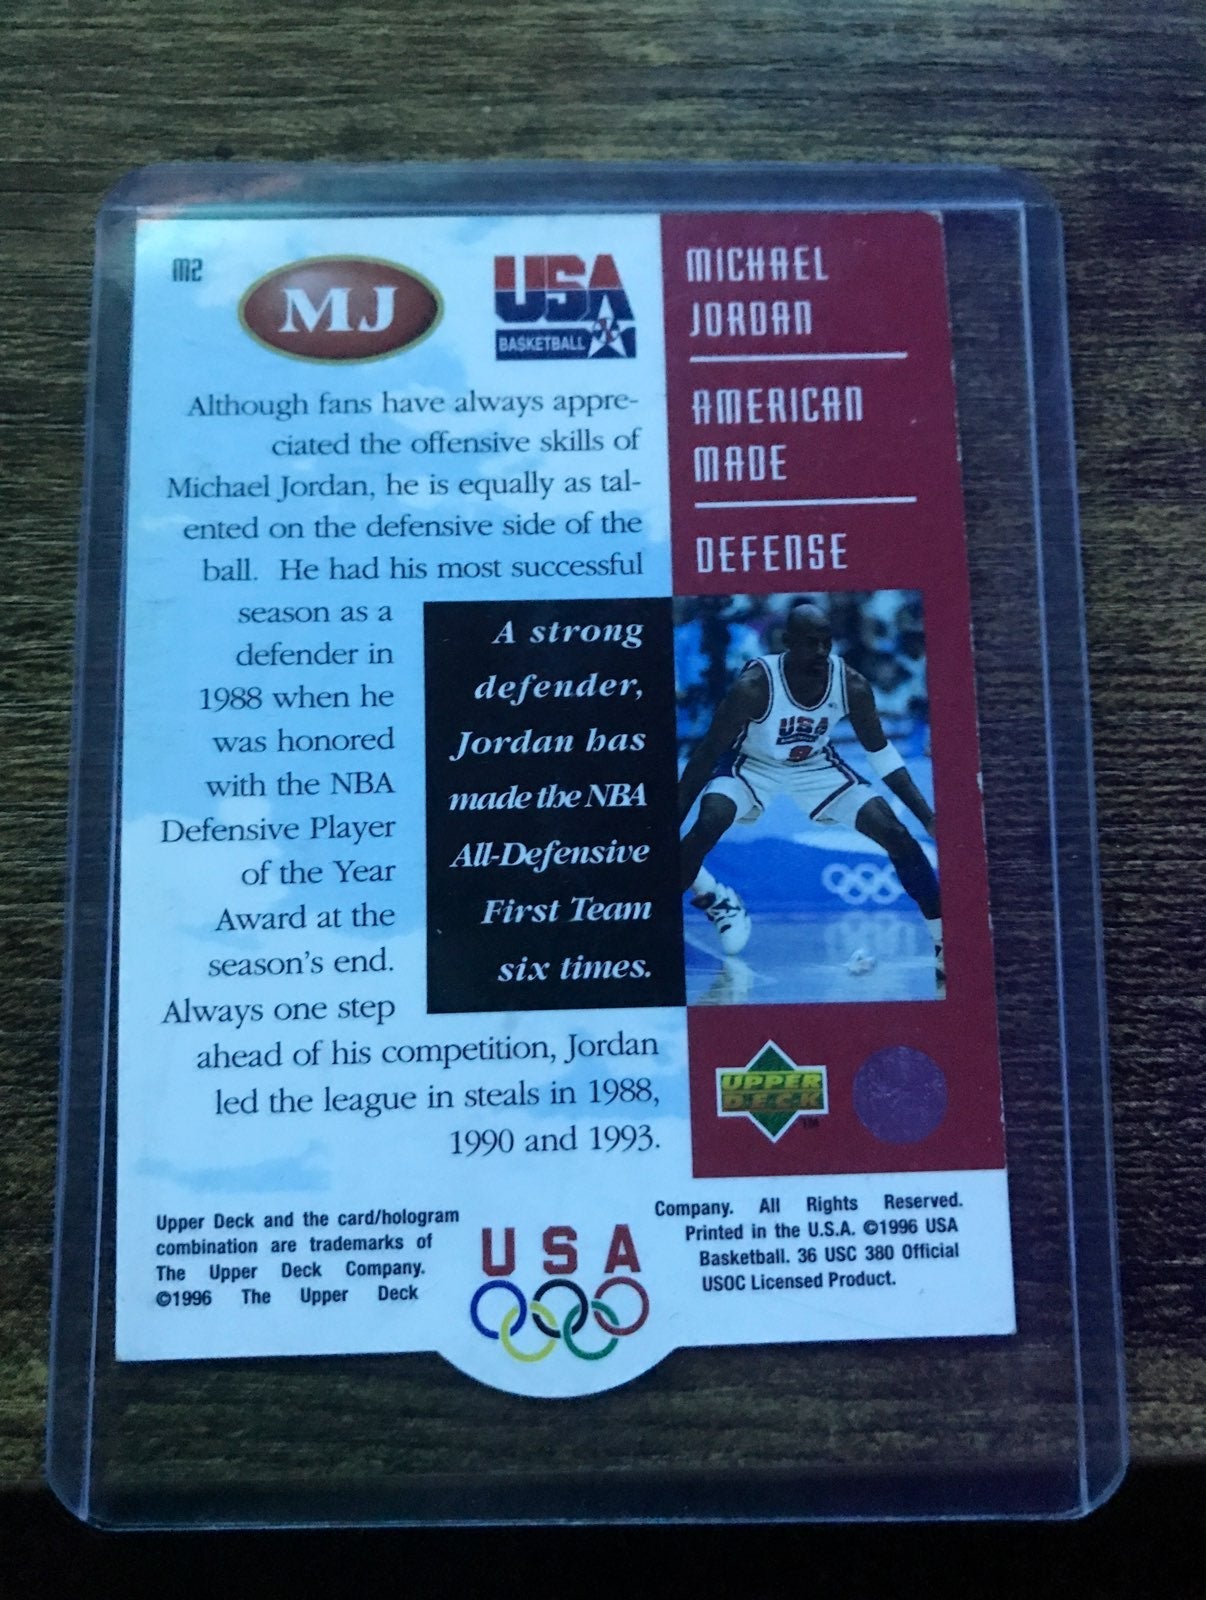 M2
MJ
USA
BASKETBALL
MICHAEL
JORDAN
AMERICAN
MADE
DEFENSE
Although fans have always appre-
ciated the offensive skills of
Michael Jordan, he is equally as tal-
ented on the defensive side of the
ball. He had his most successful
season as a
defender in
1988 when he
was honored
with the NBA
Defensive Player
of the Year
Award at the
season's end.
Always one step
ahead of his competition, Jordan
led the league in steals in 1988,
1990 and 1993.
A strong
defender,
Jordan has
made the NBA
All-Defensive
First Team
six times.
USA
9
UPPER
DECK
TM
Upper Deck and the card/hologram
combination are trademarks of
The Upper Deck Company.
©1996 The Upper Deck
USA
Company. All Rights Reserved.
Printed in the U.S.A. ©1996 USA
Basketball. 36 USC 380 Official
USOC Licensed Product.